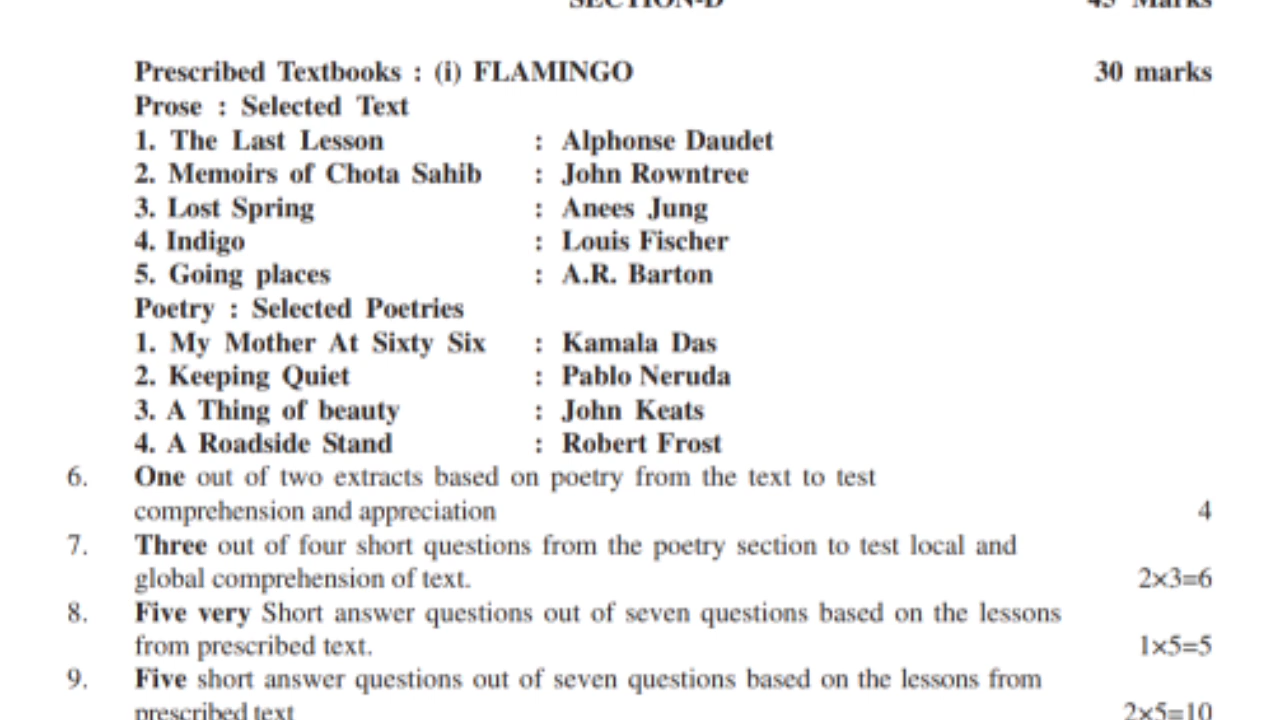 SECTION-D 45 Marks
Prescribed Textbooks : (i) FLAMINGO 30 marks
Prose : Selected Text
1. The Last Lesson : Alphonse Daudet
2. Memoirs of Chota Sahib : John Rowntree
3. Lost Spring : Anees Jung
4. Indigo : Louis Fischer
5. Going places : A.R. Barton
Poetry : Selected Poetries
1. My Mother At Sixty Six : Kamala Das
2. Keeping Quiet : Pablo Neruda
3. A Thing of beauty : John Keats
4. A Roadside Stand : Robert Frost
6. One out of two extracts based on poetry from the text to test
comprehension and appreciation 4
7. Three out of four short questions from the poetry section to test local and
global comprehension of text. 2×3=6
8. Five very Short answer questions out of seven questions based on the lessons
from prescribed text. 1×5=5
9. Five short answer questions out of seven questions based on the lessons from
prescribed text 2×5=10